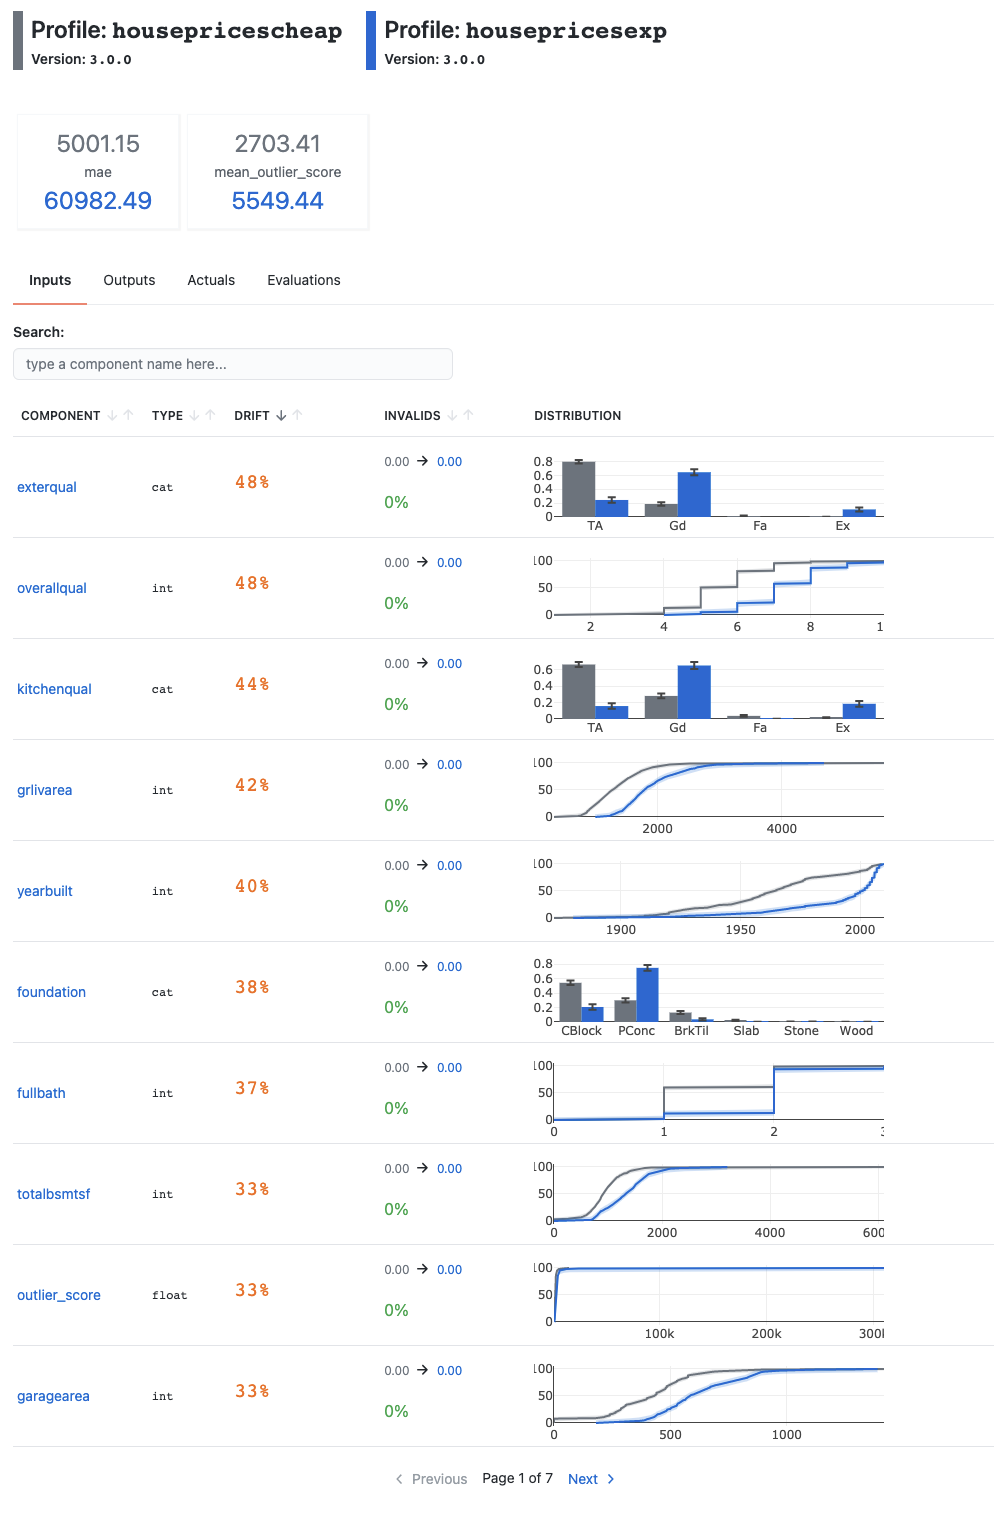 Profile: housepricescheap
Version: 3.0.0
Profile: housepricesexp
Version: 3.0.0
5001.15
mae
60982.49
2703.41
mean_outlier_score
5549.44
Inputs Outputs Actuals Evaluations
Search:
type a component name here...
COMPONENT ↓↑ TYPE ↓↑ DRIFT ↓↑ INVALIDS ↓↑ DISTRIBUTION
exterqual cat 48% 0.00 → 0.00
0%
0.8
0.6
0.4
0.2
0
TA Gd Fa Ex
overallqual int 48% 0.00 → 0.00
0%
100
50
0
2 4 6 8 1
kitchenqual cat 44% 0.00 → 0.00
0%
0.6
0.4
0.2
0
TA Gd Fa Ex
grlivarea int 42% 0.00 → 0.00
0%
100
50
0
2000 4000
yearbuilt int 40% 0.00 → 0.00
0%
100
50
0
1900 1950 2000
foundation cat 38% 0.00 → 0.00
0%
0.8
0.6
0.4
0.2
0
CBlock PConc BrkTil Slab Stone Wood
fullbath int 37% 0.00 → 0.00
0%
100
50
0
0 1 2 3
totalbsmtsf int 33% 0.00 → 0.00
0%
100
50
0
0 2000 4000 600
outlier_score float 33% 0.00 → 0.00
0%
100
50
0
100k 200k 300k
garagearea int 33% 0.00 → 0.00
0%
100
50
0
0 500 1000
Previous Page 1 of 7 Next